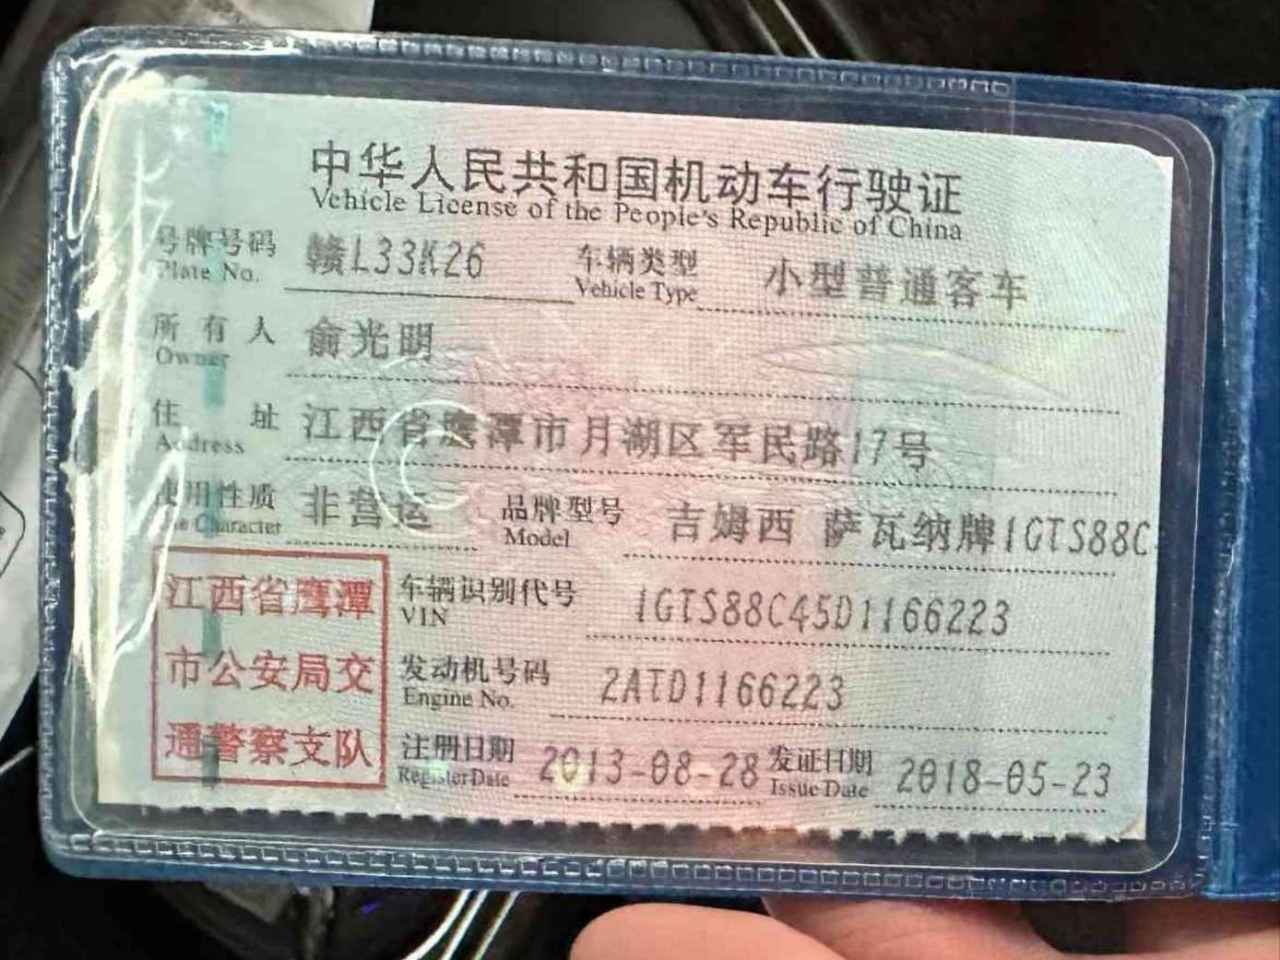 中华人民共和国机动车行驶证
Vehicle License of the People's Republic of China
号牌号码 赣L33K26 车辆类型 小型普通客车
Plate No. Vehicle Type
所有人 俞光明
Owner
住址 江西省鹰潭市月湖区军民路17号
Address
使用性质 非营运 品牌型号 吉姆西 萨瓦纳牌1GTS88C
Use Character Model
江西省鹰潭
市公安局交
通警察支队
车辆识别代号 1GTS88C45D1166223
VIN
发动机号码 2ATD1166223
Engine No.
注册日期 2013-08-28 发证日期 2018-05-23
Register Date Issue Date